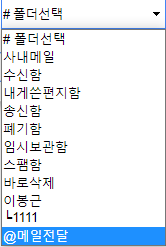 # 폴더선택
# 폴더선택
사내메일
수신함
내게쓴편지함
송신함
폐기함
임시보관함
스팸함
바로삭제
이봉근
┗1111
@메일전달